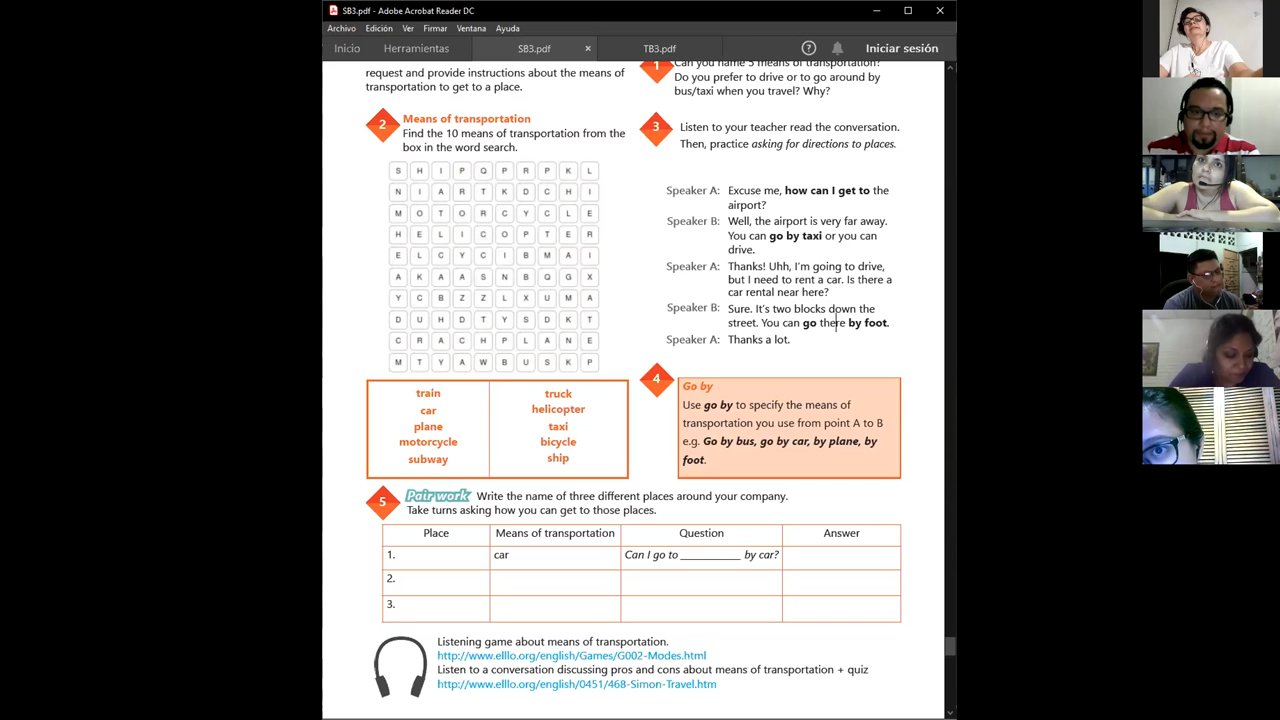 SB3.pdf - Adobe Acrobat Reader DC
Archivo Edición Ver Firmar Ventana Ayuda
Inicio Herramientas SB3.pdf × TB3.pdf ? Iniciar sesión
request and provide instructions about the means of
transportation to get to a place.
2 Means of transportation
Find the 10 means of transportation from the
box in the word search.
S H I P Q P R P K L
N I A R T K D C H I
M O T O R C Y C L E
H E L I C O P T E R
E L C Y C I B M A I
A K A A S N B Q G X
Y C B Z Z L X U M A
D U H D T Y S D K T
C R A C H P L A N E
M T Y A W B U S K P
train truck
car helicopter
plane taxi
motorcycle bicycle
subway ship
1 Can you name 5 means of transportation?
Do you prefer to drive or to go around by
bus/taxi when you travel? Why?
3 Listen to your teacher read the conversation.
Then, practice asking for directions to places.
Speaker A: Excuse me, how can I get to the
airport?
Speaker B: Well, the airport is very far away.
You can go by taxi or you can
drive.
Speaker A: Thanks! Uhh, I'm going to drive,
but I need to rent a car. Is there a
car rental near here?
Speaker B: Sure. It's two blocks down the
street. You can go there by foot.
Speaker A: Thanks a lot.
4 Go by
Use go by to specify the means of
transportation you use from point A to B
e.g. Go by bus, go by car, by plane, by
foot.
5 Pair work Write the name of three different places around your company.
Take turns asking how you can get to those places.
Place Means of transportation Question Answer
1. car Can I go to __________ by car?
2.
3.
Listening game about means of transportation.
http://www.elllo.org/english/Games/G002-Modes.html
Listen to a conversation discussing pros and cons about means of transportation + quiz
http://www.elllo.org/english/0451/468-Simon-Travel.htm